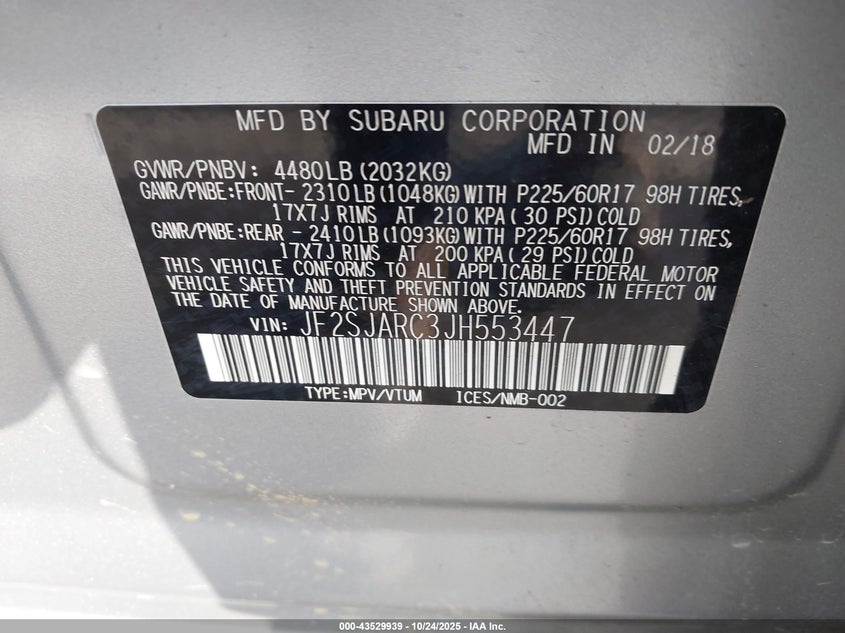 MFD BY SUBARU CORPORATION
MFD IN 02/18
GVWR/PNBV: 4480LB(2032KG)
GAWR/PNBE:FRONT- 2310LB(1048KG)WITH P225/60R17 98H TIRES,
17X7J RIMS AT 210 KPA( 30 PSI)COLD
GAWR/PNBE:REAR - 2410LB(1093KG)WITH P225/60R17 98H TIRES,
17X7J RIMS AT 200 KPA( 29 PSI)COLD
THIS VEHICLE CONFORMS TO ALL APPLICABLE FEDERAL MOTOR
VEHICLE SAFETY AND THEFT PREVENTION STANDARDS IN EFFECT ON
THE DATE OF MANUFACTURE SHOWN ABOVE.
VIN: JF2SJARC3JH553447
TYPE:MPV/VTUM ICES/NMB-002
000-43529939 - 10/24/2025 - IAA Inc.